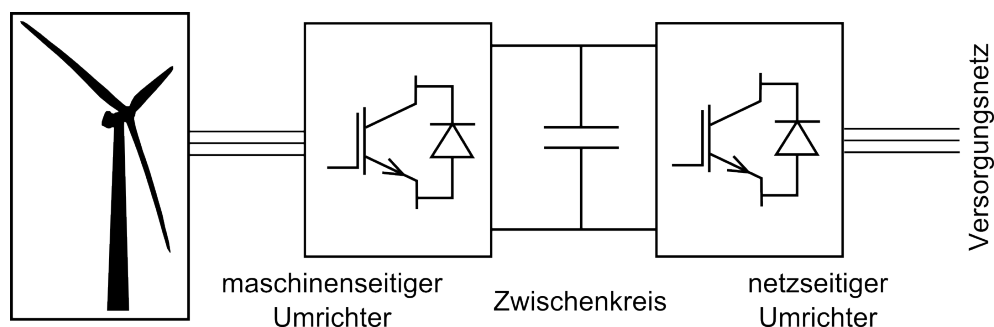 maschinenseitiger
Umrichter
Zwischenkreis
netzseitiger
Umrichter
Versorgungsnetz